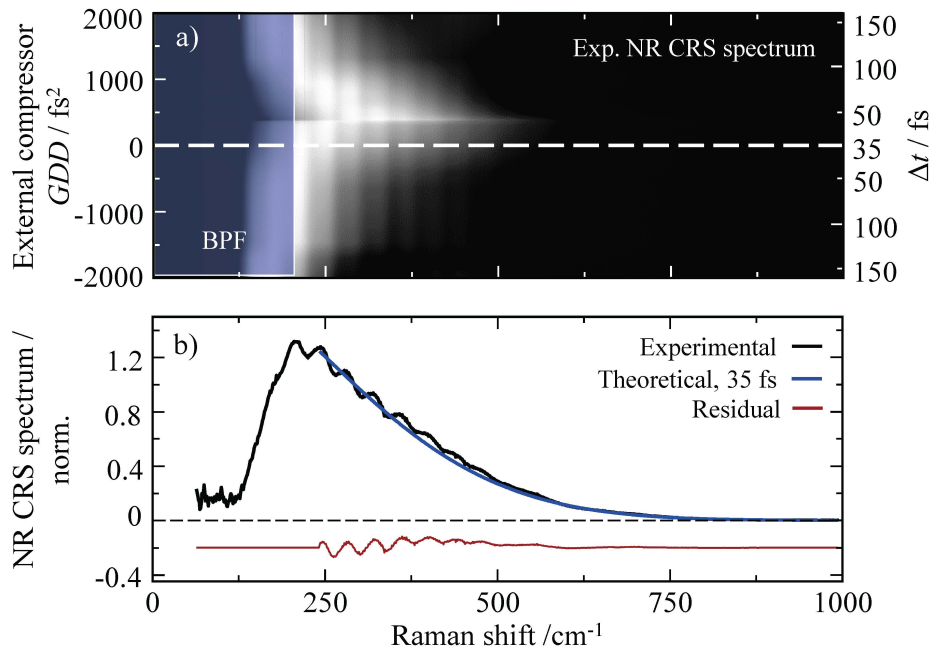 a)
Exp. NR CRS spectrum
BPF
External compressor
GDD / fs²
2000
1000
0
-1000
-2000
150
100
50
35
50
100
150
Δt / fs
b)
Experimental
Theoretical, 35 fs
Residual
NR CRS spectrum /
norm.
1.2
0.8
0.4
0
-0.4
0 250 500 750 1000
Raman shift /cm⁻¹